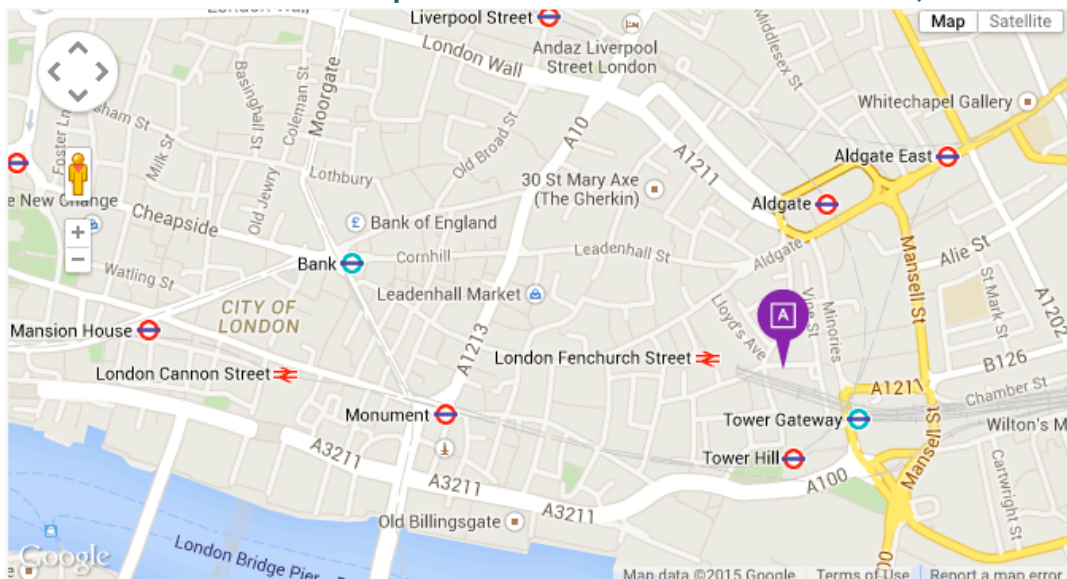 Liverpool Street
Map
Satellite
London Wall
Andaz Liverpool
Street London
Middlesex St
Moorgate
Coleman St
Basinghall St
Whitechapel Gallery
Foster Ln
Milk St
Old Broad St
A10
A1211
Aldgate East
Lothbury
30 St Mary Axe
(The Gherkin)
Aldgate
e New Change
Cheapside
Old Jewry
£
Bank of England
Cornhill
Leadenhall St
Aldgate
Mansell St
Alie St
+
−
Watling St
Bank
Leadenhall Market
CITY OF
LONDON
Lloyd's Ave
A
Vine St
Minories
St Mark St
A1202
Mansion House
A1213
London Fenchurch Street
B126
London Cannon Street
A1211
Chamber St
Monument
Tower Gateway
Wilton's M
Tower Hill
Mansell St
A3211
A3211
A100
Cartwright St
A3211
Old Billingsgate
London Bridge Pier
Google
00
Map data ©2015 Google
Terms of Use
Report a map error